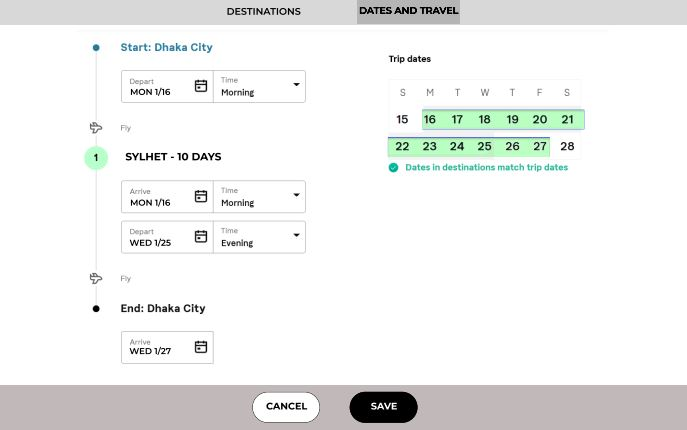 DESTINATIONS
DATES AND TRAVEL
Start: Dhaka City
Depart
MON 1/16
Time
Morning
Fly
1
SYLHET - 10 DAYS
Arrive
MON 1/16
Time
Morning
Depart
WED 1/25
Time
Evening
Fly
End: Dhaka City
Arrive
WED 1/27
Trip dates
S M T W T F S
15 16 17 18 19 20 21
22 23 24 25 26 27 28
Dates in destinations match trip dates
CANCEL
SAVE